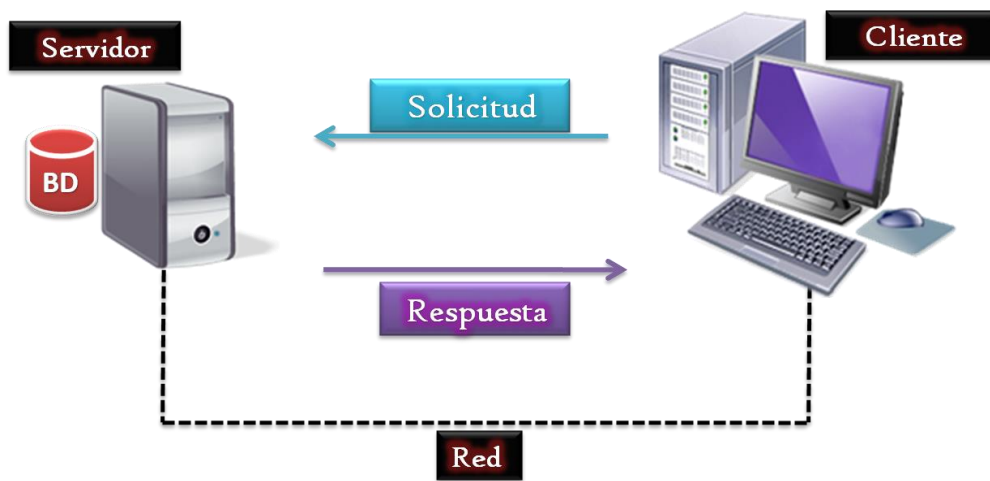 Servidor
Cliente
Solicitud
BD
Respuesta
Red